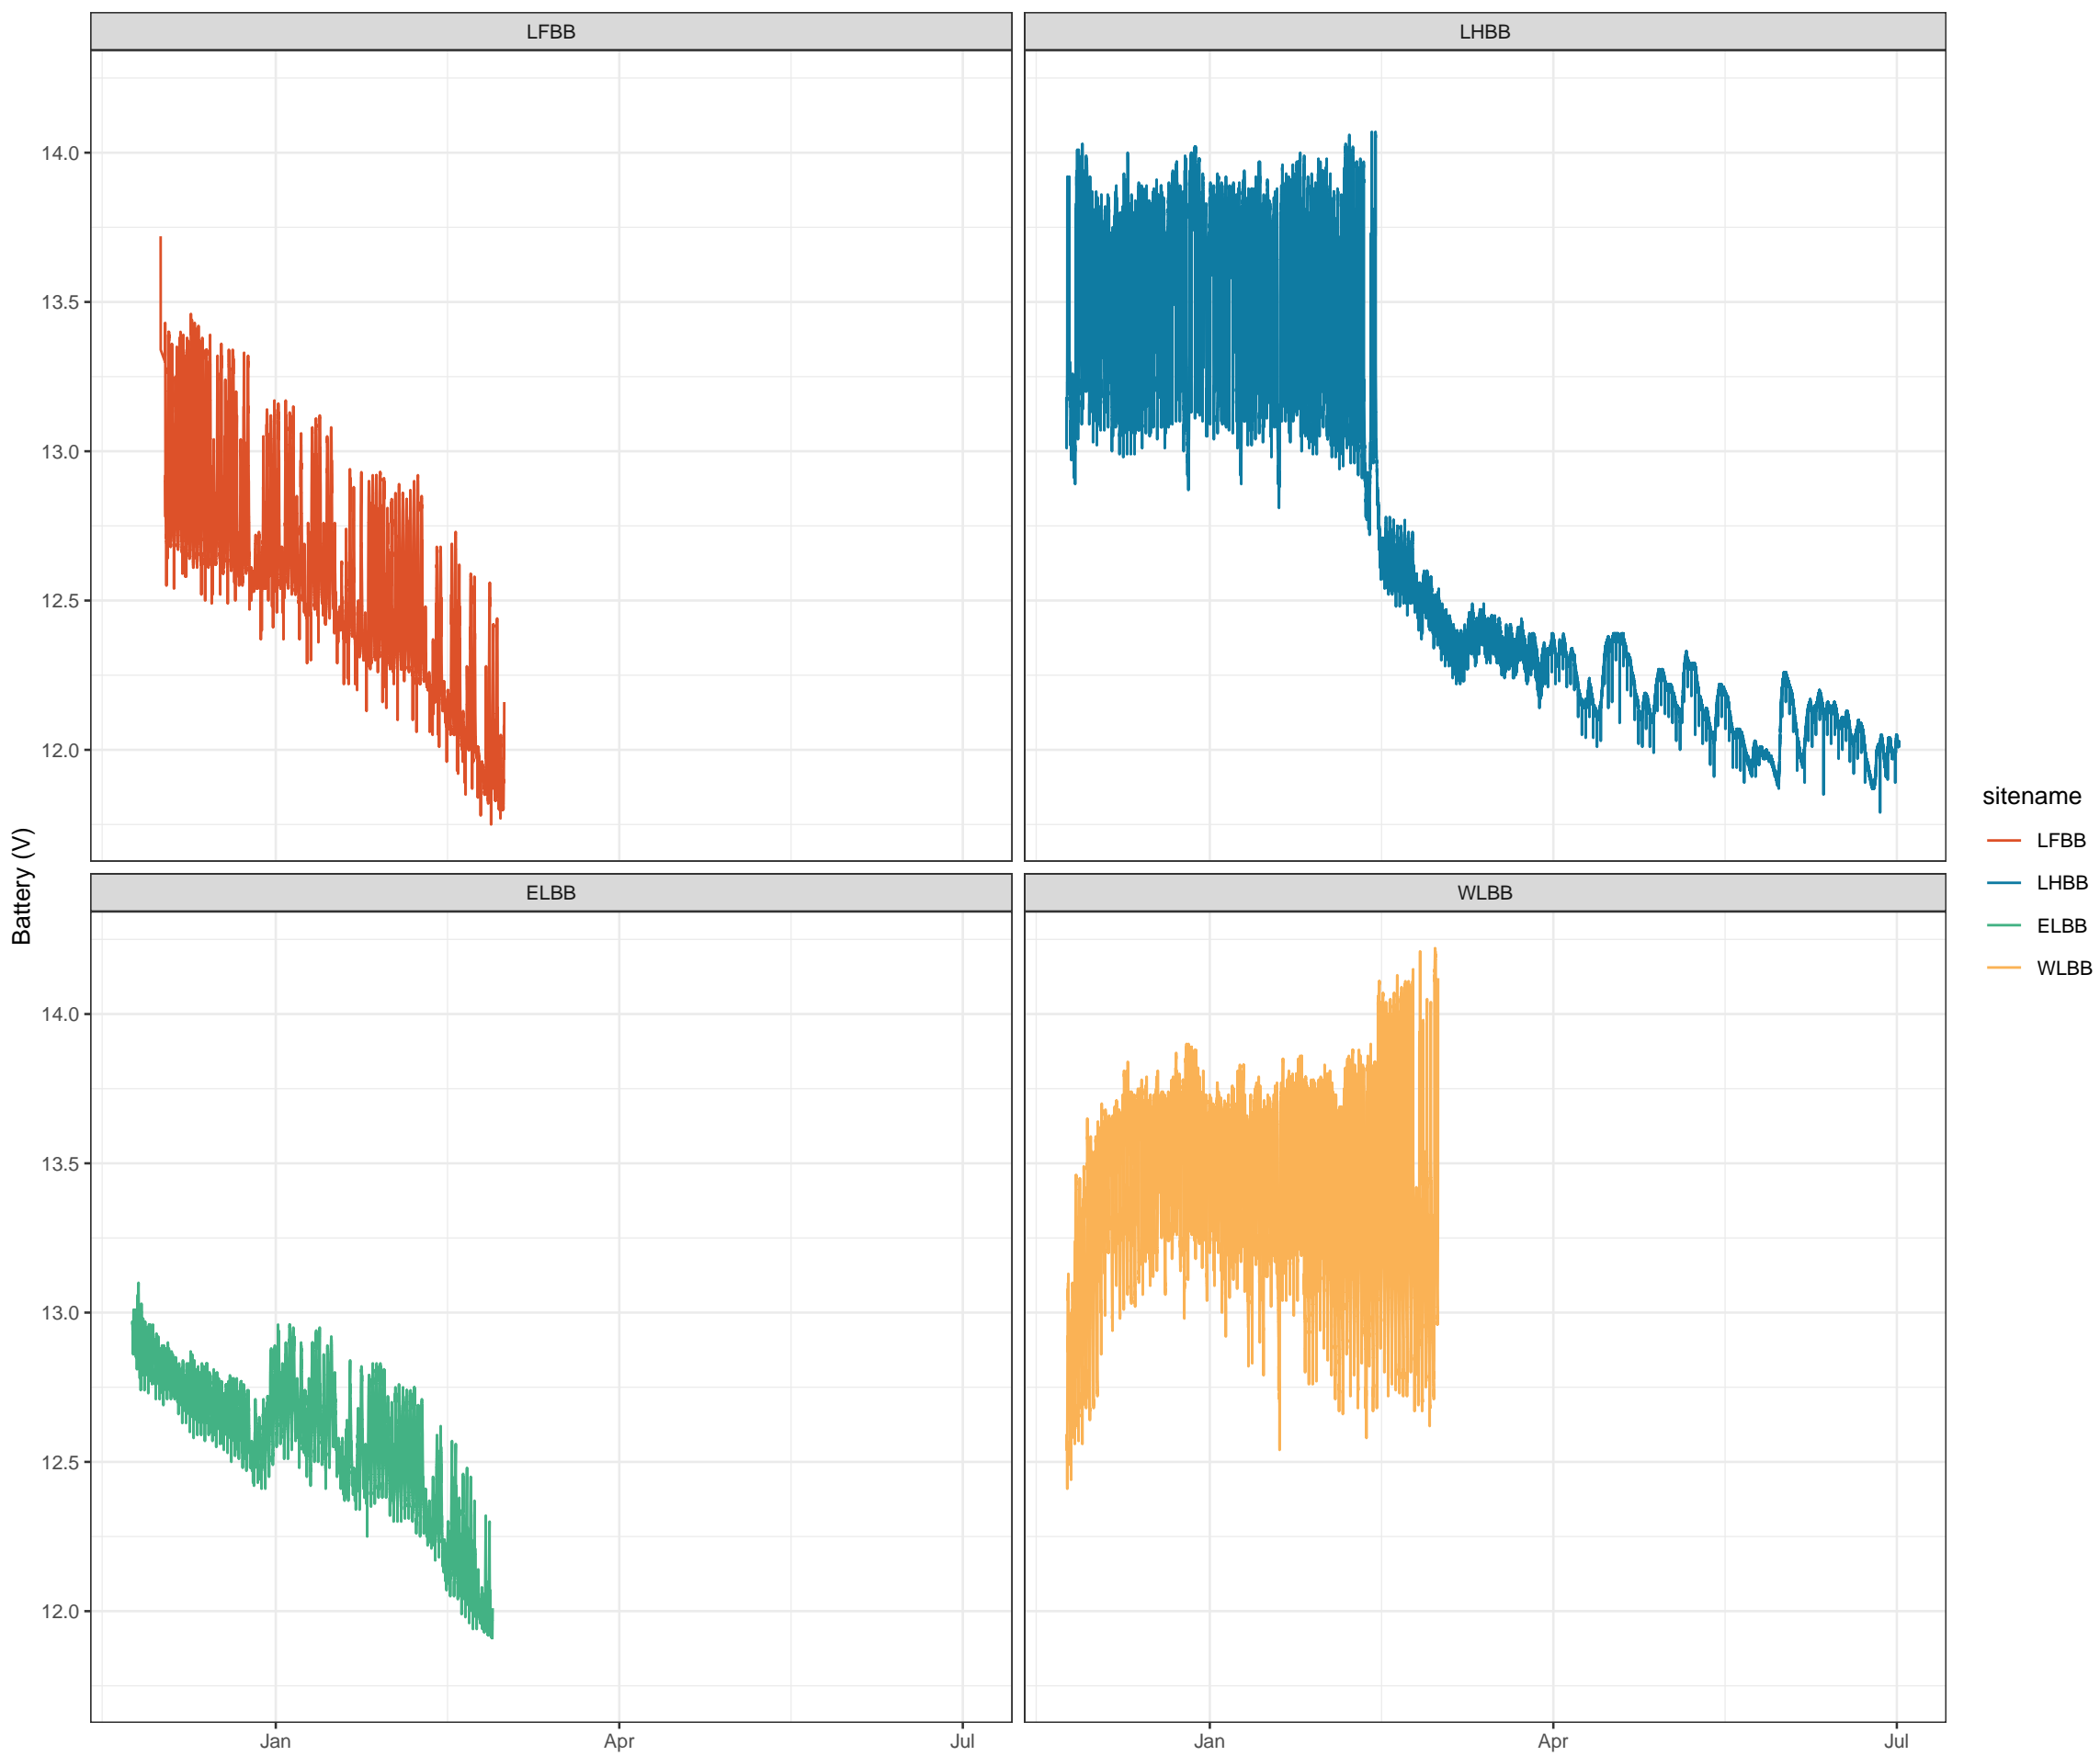 LFBB
LHBB
14.0
13.5
13.0
12.5
12.0
Battery (V)
ELBB
WLBB
14.0
13.5
13.0
12.5
12.0
Jan
Apr
Jul
Jan
Apr
Jul
sitename
LFBB
LHBB
ELBB
WLBB